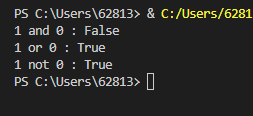 PS C:\Users\62813> & C:/Users/6281
1 and 0 : False
1 or 0 : True
1 not 0 : True
PS C:\Users\62813>